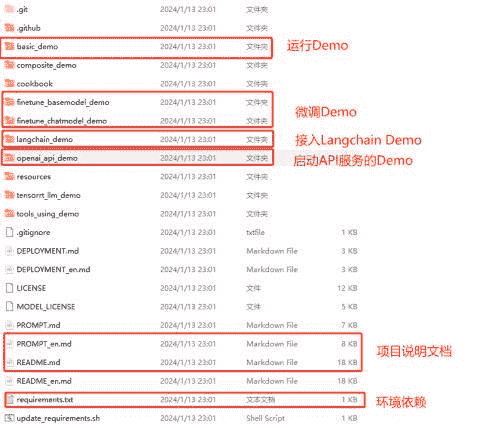 .git 2024/1/13 23:01 文件夹
.github 2024/1/13 23:01 文件夹
basic_demo 2024/1/13 23:01 文件夹 运行Demo
composite_demo 2024/1/13 23:01 文件夹
cookbook 2024/1/13 23:01 文件夹
finetune_basemodel_demo 2024/1/13 23:01 文件夹
微调Demo
finetune_chatmodel_demo 2024/1/13 23:01 文件夹
langchain_demo 2024/1/13 23:01 文件夹 接入Langchain Demo
openai_api_demo 2024/1/13 23:01 文件夹 启动API服务的Demo
resources 2024/1/13 23:01 文件夹
tensorrt_llm_demo 2024/1/13 23:01 文件夹
tools_using_demo 2024/1/13 23:01 文件夹
.gitignore 2024/1/13 23:01 txtfile 1 KB
DEPLOYMENT.md 2024/1/13 23:01 Markdown File 3 KB
DEPLOYMENT_en.md 2024/1/13 23:01 Markdown File 3 KB
LICENSE 2024/1/13 23:01 文件 12 KB
MODEL_LICENSE 2024/1/13 23:01 文件 5 KB
PROMPT.md 2024/1/13 23:01 Markdown File 7 KB
PROMPT_en.md 2024/1/13 23:01 Markdown File 8 KB
项目说明文档
README.md 2024/1/13 23:01 Markdown File 18 KB
README_en.md 2024/1/13 23:01 Markdown File 18 KB
requirements.txt 2024/1/13 23:01 文本文档 1 KB 环境依赖
update_requirements.sh 2024/1/13 23:01 Shell Script 1 KB